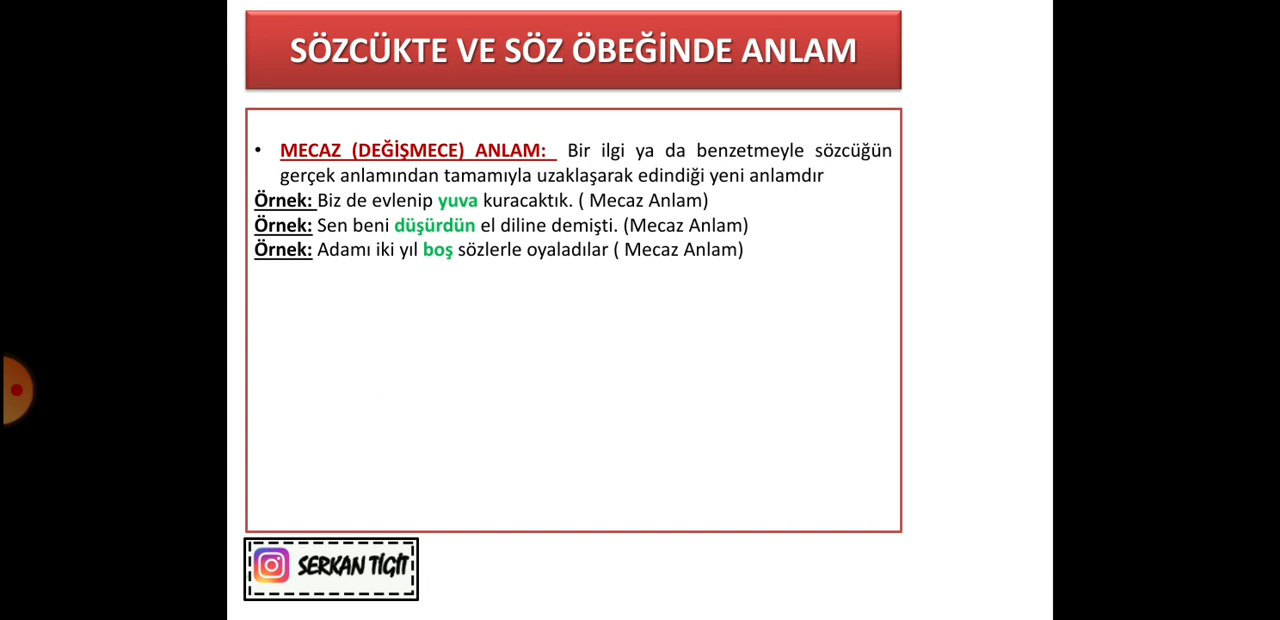 SÖZCÜKTE VE SÖZ ÖBEĞİNDE ANLAM
• MECAZ (DEĞİŞMECE) ANLAM: Bir ilgi ya da benzetmeyle sözcüğün
gerçek anlamından tamamıyla uzaklaşarak edindiği yeni anlamdır
Örnek: Biz de evlenip yuva kuracaktık. ( Mecaz Anlam)
Örnek: Sen beni düşürdün el diline demişti. (Mecaz Anlam)
Örnek: Adamı iki yıl boş sözlerle oyaladılar ( Mecaz Anlam)
SERKAN TİGİT